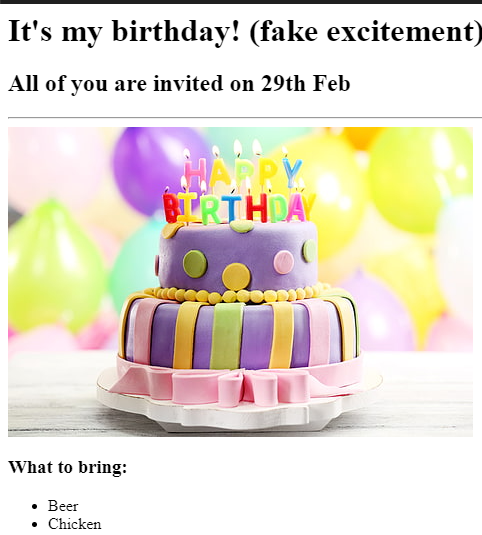 It's my birthday! (fake excitement)
All of you are invited on 29th Feb
HAPPY
BIRTHDAY
What to bring:
Beer
Chicken